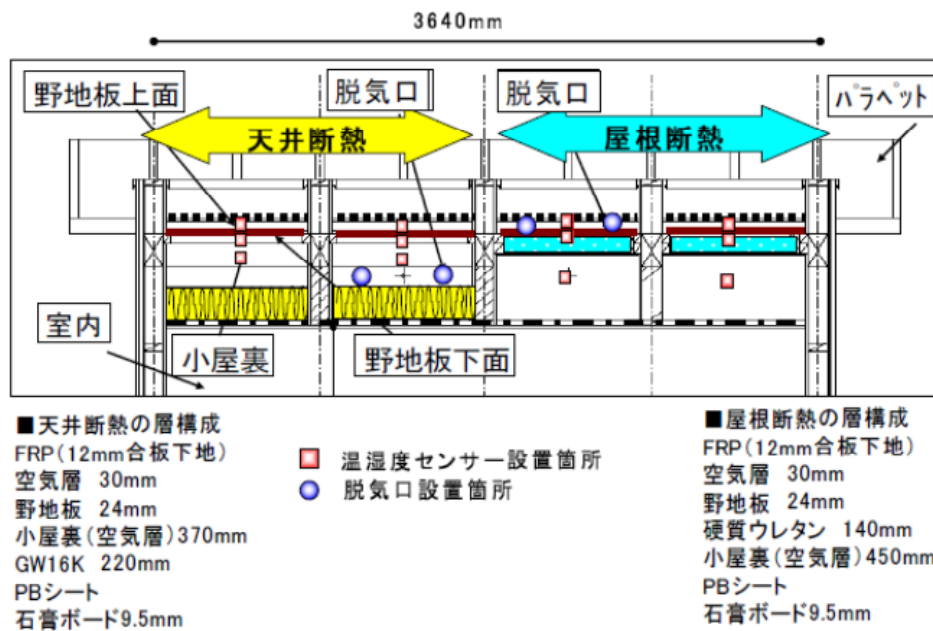 3640mm
野地板上面
脱気口
脱気口
パラペット
天井断熱
屋根断熱
室内
小屋裏
野地板下面
■天井断熱の層構成
FRP(12mm合板下地)
空気層 30mm
野地板 24mm
小屋裏(空気層)370mm
GW16K 220mm
PBシート
石膏ボード9.5mm
温湿度センサー設置箇所
脱気口設置箇所
■屋根断熱の層構成
FRP(12mm合板下地)
空気層 30mm
野地板 24mm
硬質ウレタン 140mm
小屋裏(空気層)450mm
PBシート
石膏ボード9.5mm